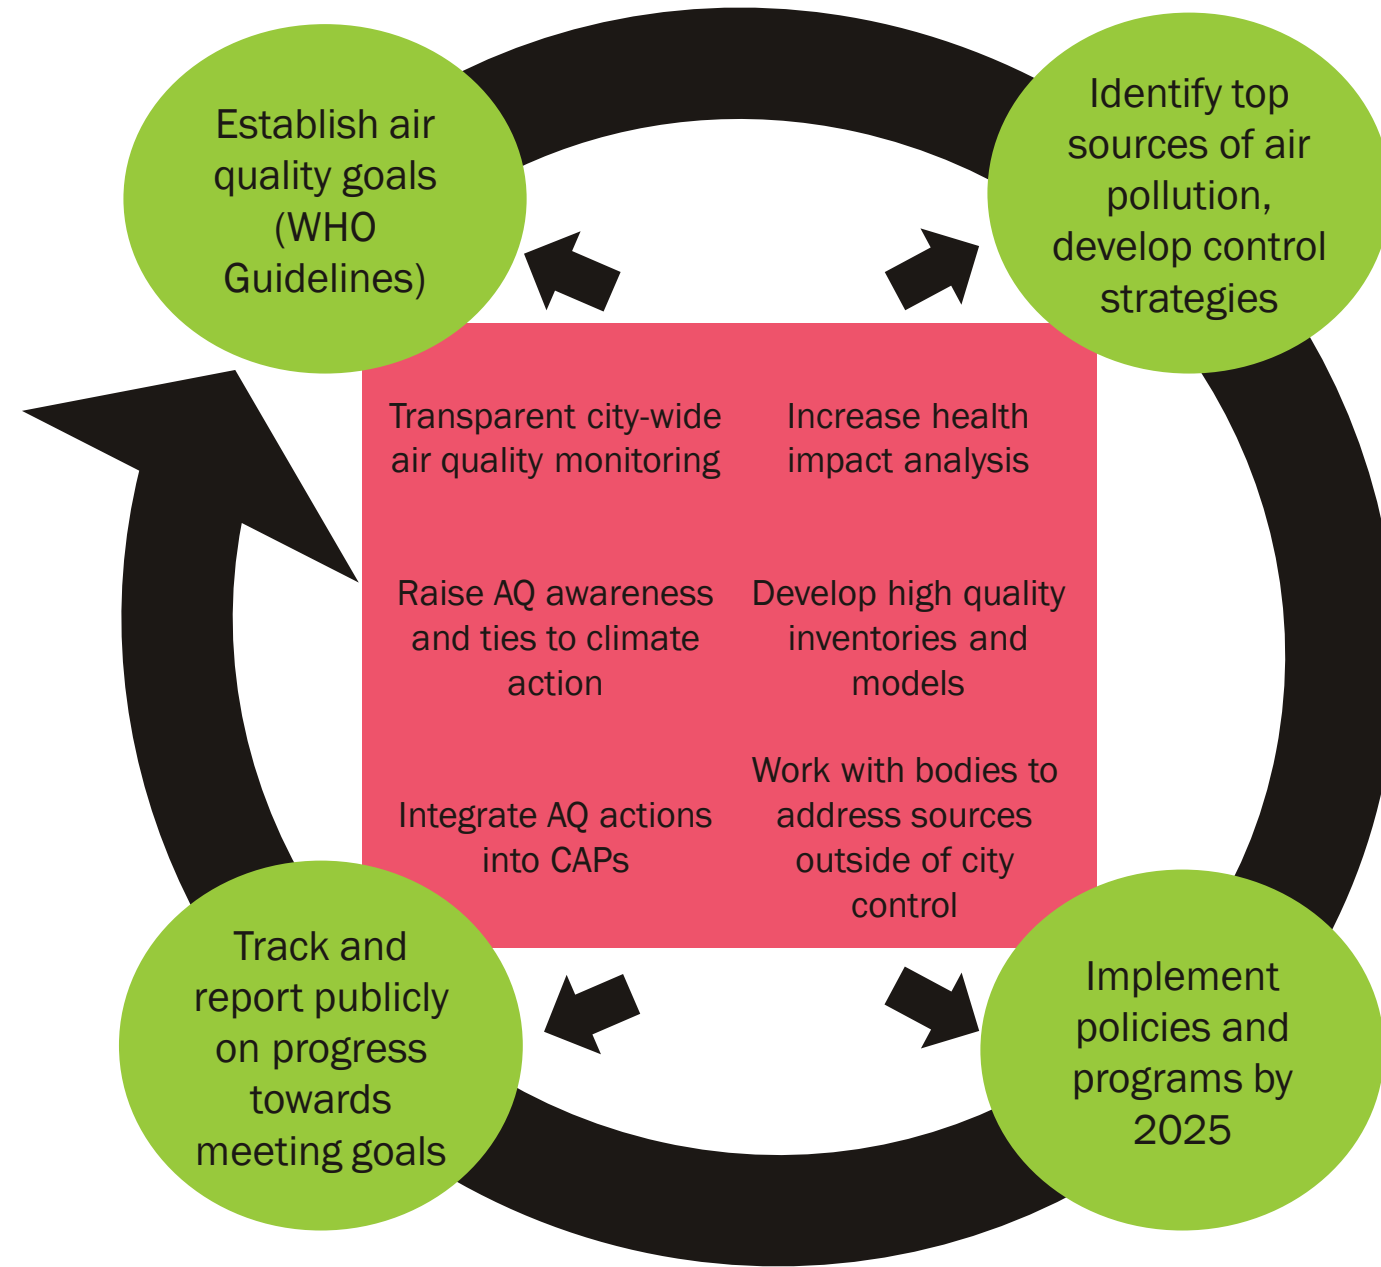 Establish air
quality goals
(WHO
Guidelines)
Identify top
sources of air
pollution,
develop control
strategies
Transparent city-wide
air quality monitoring
Increase health
impact analysis
Raise AQ awareness
and ties to climate
action
Develop high quality
inventories and
models
Integrate AQ actions
into CAPs
Work with bodies to
address sources
outside of city
control
Track and
report publicly
on progress
towards
meeting goals
Implement
policies and
programs by
2025